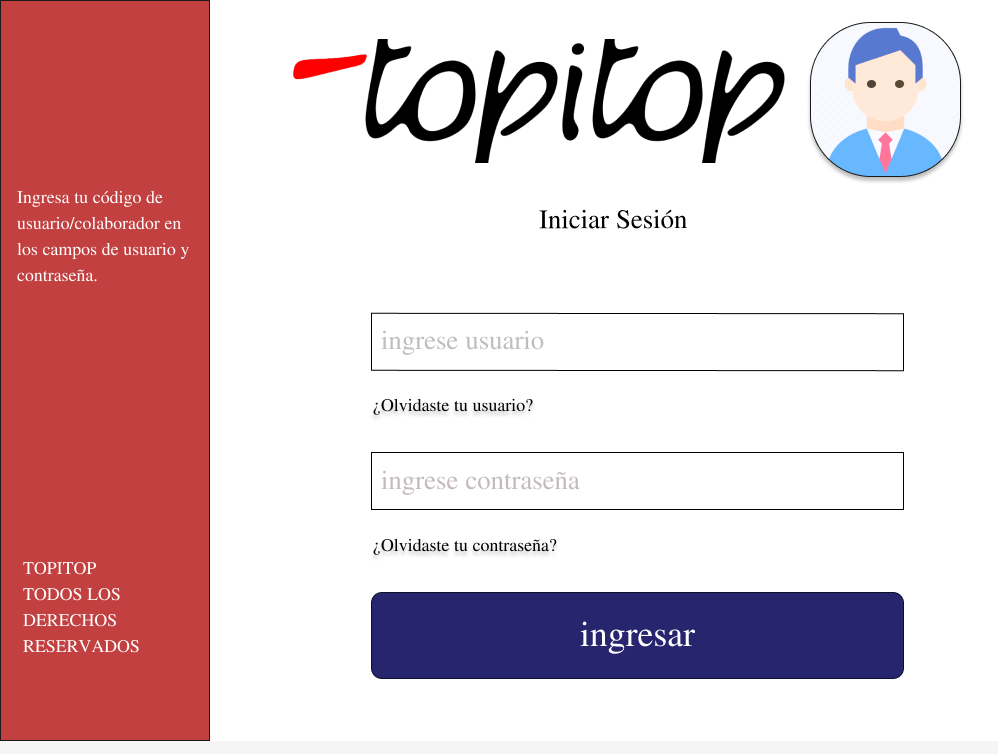 topitop
Iniciar Sesión
Ingresa tu código de
usuario/colaborador en
los campos de usuario y
contraseña.
ingrese usuario
¿Olvidaste tu usuario?
ingrese contraseña
¿Olvidaste tu contraseña?
ingresar
TOPITOP
TODOS LOS
DERECHOS
RESERVADOS